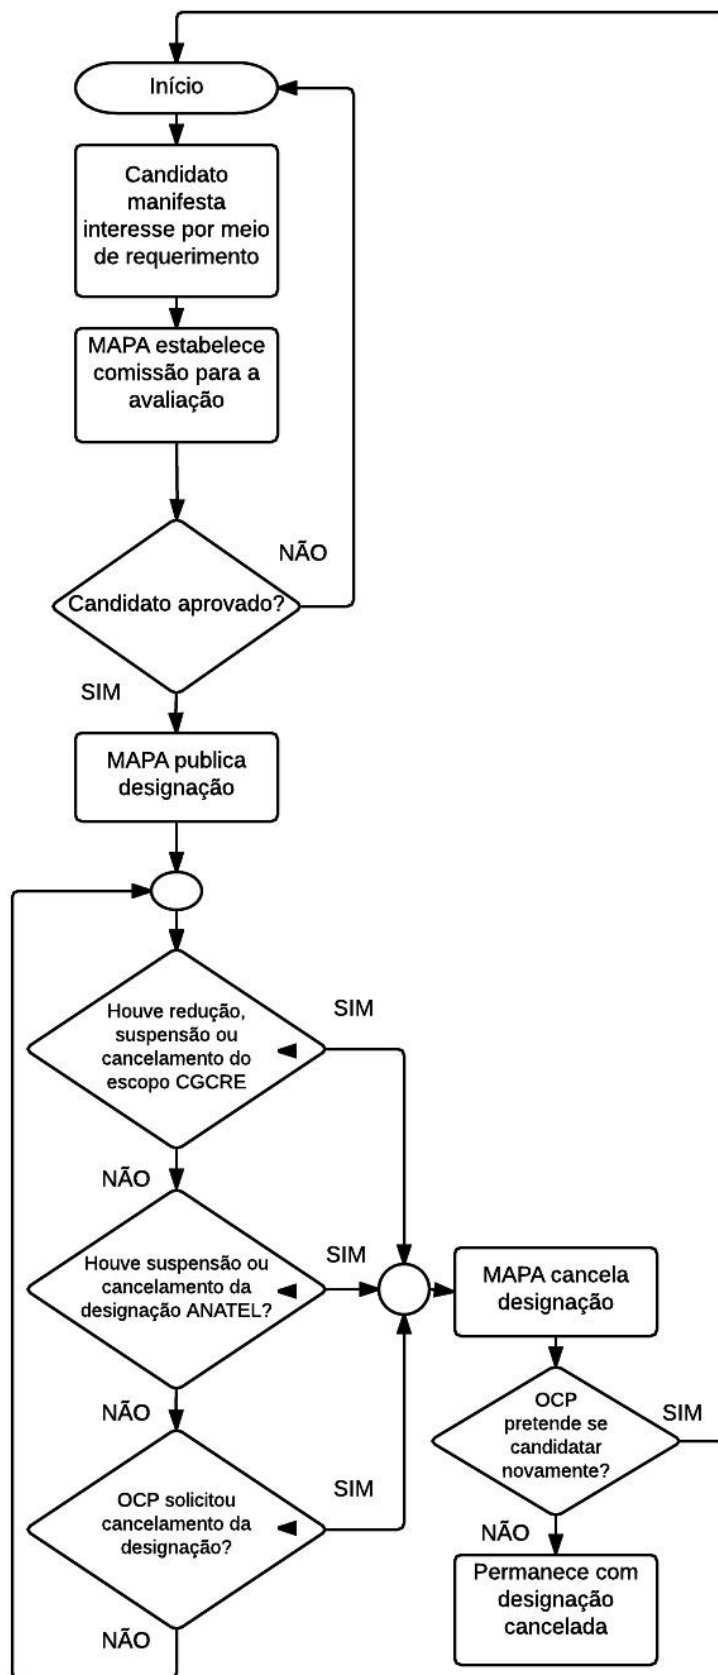 Início
Candidato
manifesta
interesse por meio
de requerimento
MAPA estabelece
comissão para a
avaliação
NÃO
Candidato aprovado?
SIM
MAPA publica
designação
SIM
Houve redução,
suspensão ou
cancelamento do
escopo CGCRE
NÃO
SIM
Houve suspensão ou
cancelamento da
designação ANATEL?
MAPA cancela
designação
NÃO
SIM
OCP solicitou
cancelamento da
designação?
OCP
pretende se
candidatar
novamente?
SIM
NÃO
NÃO
Permanece com
designação
cancelada